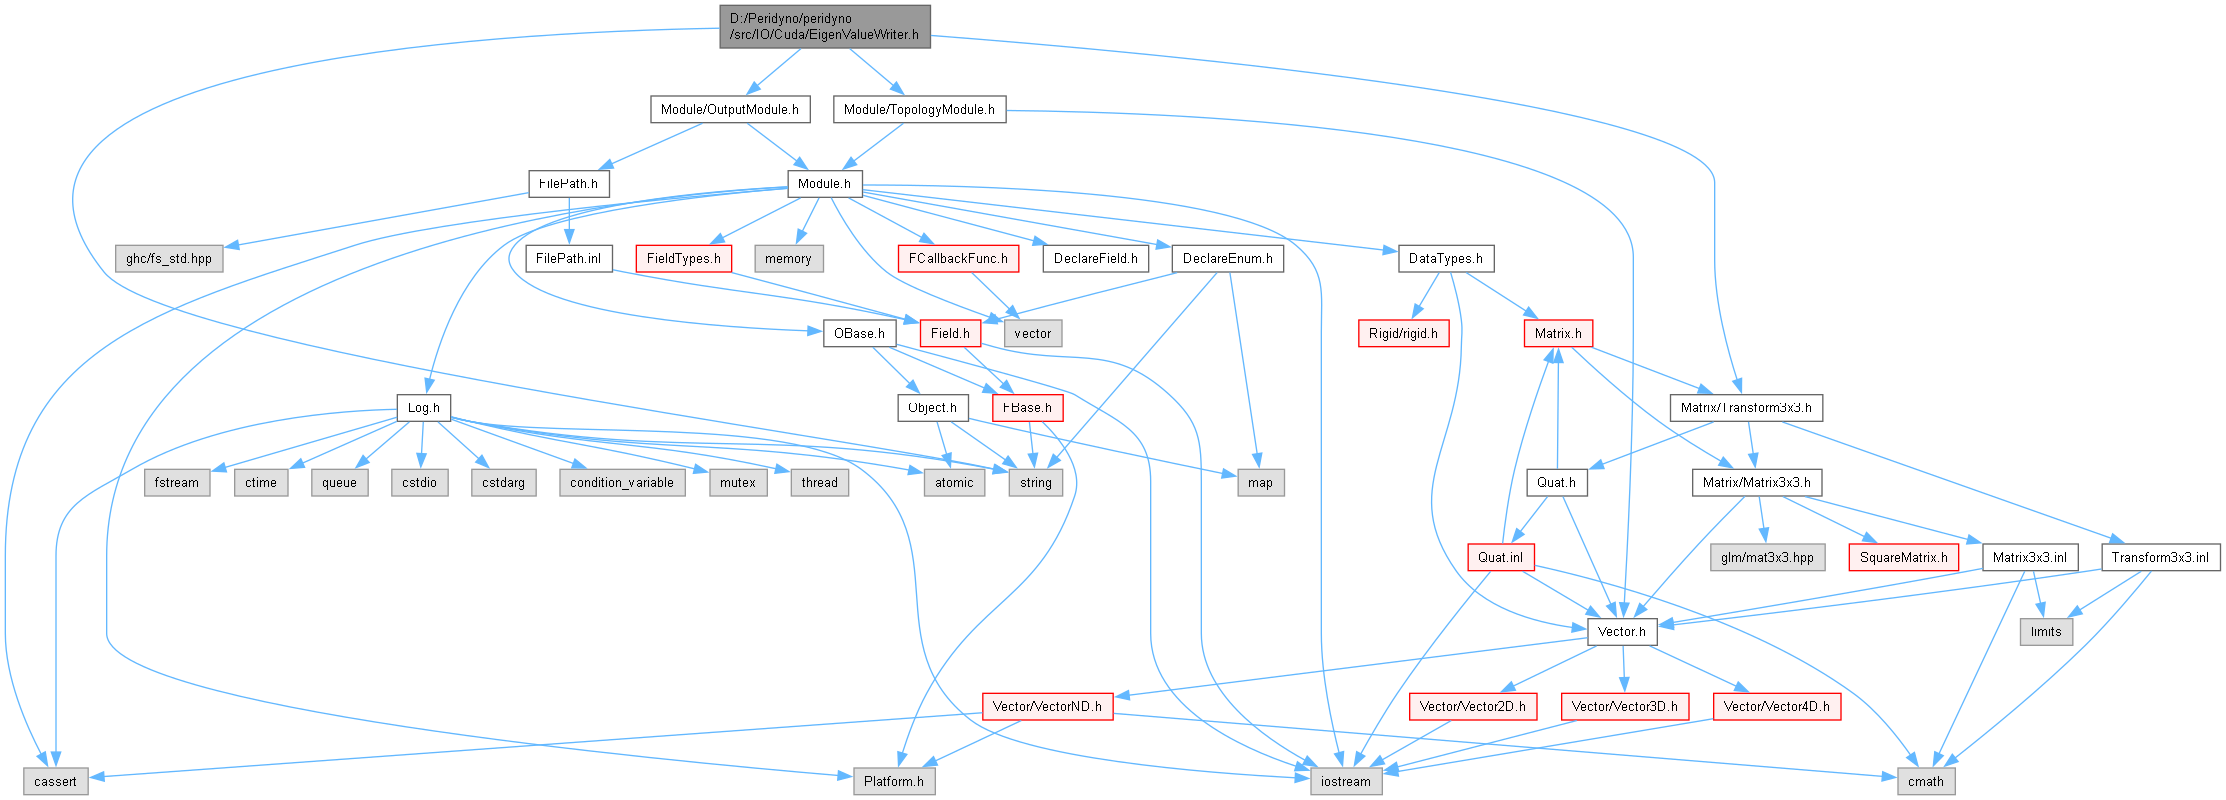 D:/Peridyno/peridyno
/src/IO/Cuda/EigenValueWriter.h
Module/OutputModule.h
Module/TopologyModule.h
FilePath.h
Module.h
ghc/fs_std.hpp
FilePath.inl
FieldTypes.h
memory
FCallbackFunc.h
DeclareField.h
DeclareEnum.h
DataTypes.h
OBase.h
Field.h
vector
Rigid/rigid.h
Matrix.h
Log.h
Object.h
FBase.h
Matrix/Transform3x3.h
fstream
ctime
queue
cstdio
cstdarg
condition_variable
mutex
thread
atomic
string
map
Quat.h
Matrix/Matrix3x3.h
Quat.inl
glm/mat3x3.hpp
SquareMatrix.h
Matrix3x3.inl
Transform3x3.inl
Vector.h
limits
Vector/VectorND.h
Vector/Vector2D.h
Vector/Vector3D.h
Vector/Vector4D.h
cassert
Platform.h
iostream
cmath